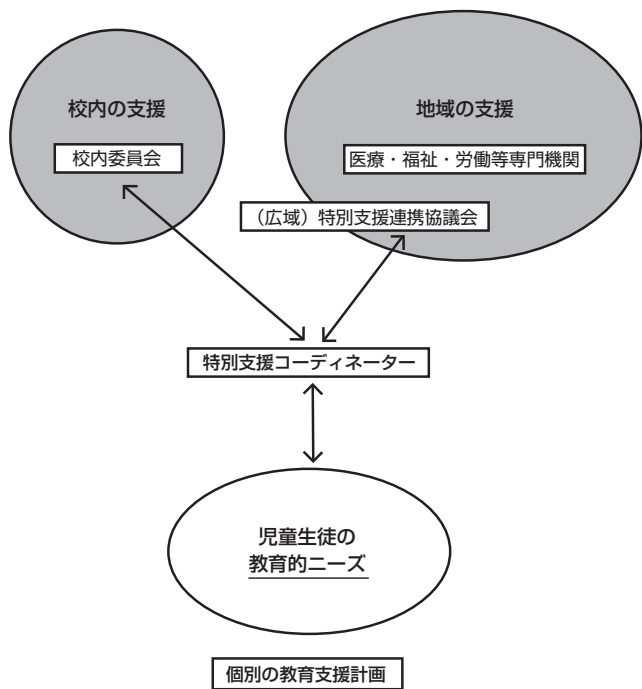 校内の支援
校内委員会
地域の支援
医療・福祉・労働等専門機関
（広域）特別支援連携協議会
特別支援コーディネーター
児童生徒の
教育的ニーズ
個別の教育支援計画